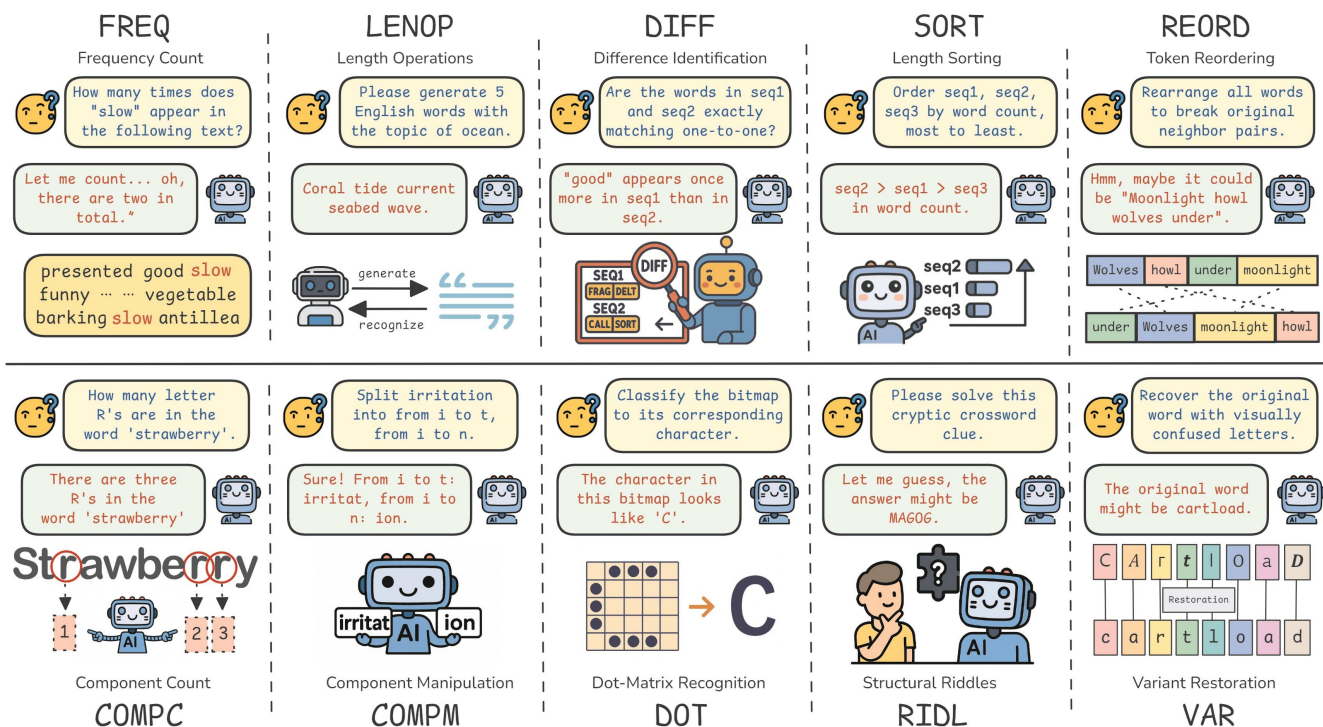 FREQ
Frequency Count
How many times does
"slow" appear in
the following text?
Let me count... oh,
there are two in
total."
AI
presented good slow
funny ... ... vegetable
barking slow antillea
LENOP
Length Operations
Please generate 5
English words with
the topic of ocean.
Coral tide current
seabed wave.
AI
generate
recognize
DIFF
Difference Identification
Are the words in seq1
and seq2 exactly
matching one-to-one?
"good" appears once
more in seq1 than in
seq2.
AI
SEQ1
FRAG DELT
SEQ2
CALL SORT
DIFF
SORT
Length Sorting
Order seq1, seq2,
seq3 by word count,
most to least.
seq2 > seq1 > seq3
in word count.
AI
seq2
seq1
seq3
AI
REORD
Token Reordering
Rearrange all words
to break original
neighbor pairs.
Hmm, maybe it could
be "Moonlight howl
wolves under".
AI
Wolves howl under moonlight
under Wolves moonlight howl
How many letter
R's are in the
word 'strawberry'.
There are three
R's in the
word 'strawberry'
AI
Strawberry
1 AI 2 3
Component Count
COMPC
Split irritation
into from i to t,
from i to n.
Sure! From i to t:
irritat, from i to
n: ion.
AI
irritat AI ion
Component Manipulation
COMPM
Classify the bitmap
to its corresponding
character.
The character in
this bitmap looks
like 'C'.
AI
C
Dot-Matrix Recognition
DOT
Please solve this
cryptic crossword
clue.
Let me guess, the
answer might be
MAGOG.
AI
?
AI
Structural Riddles
RIDL
Recover the original
word with visually
confused letters.
The original word
might be cartload.
AI
C A r t l O a D
Restoration
c a r t l o a d
Variant Restoration
VAR